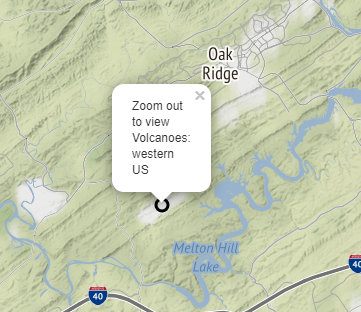 Oak
Ridge
×
Zoom out
to view
Volcanoes:
western
US
Melton Hill
Lake
40
40